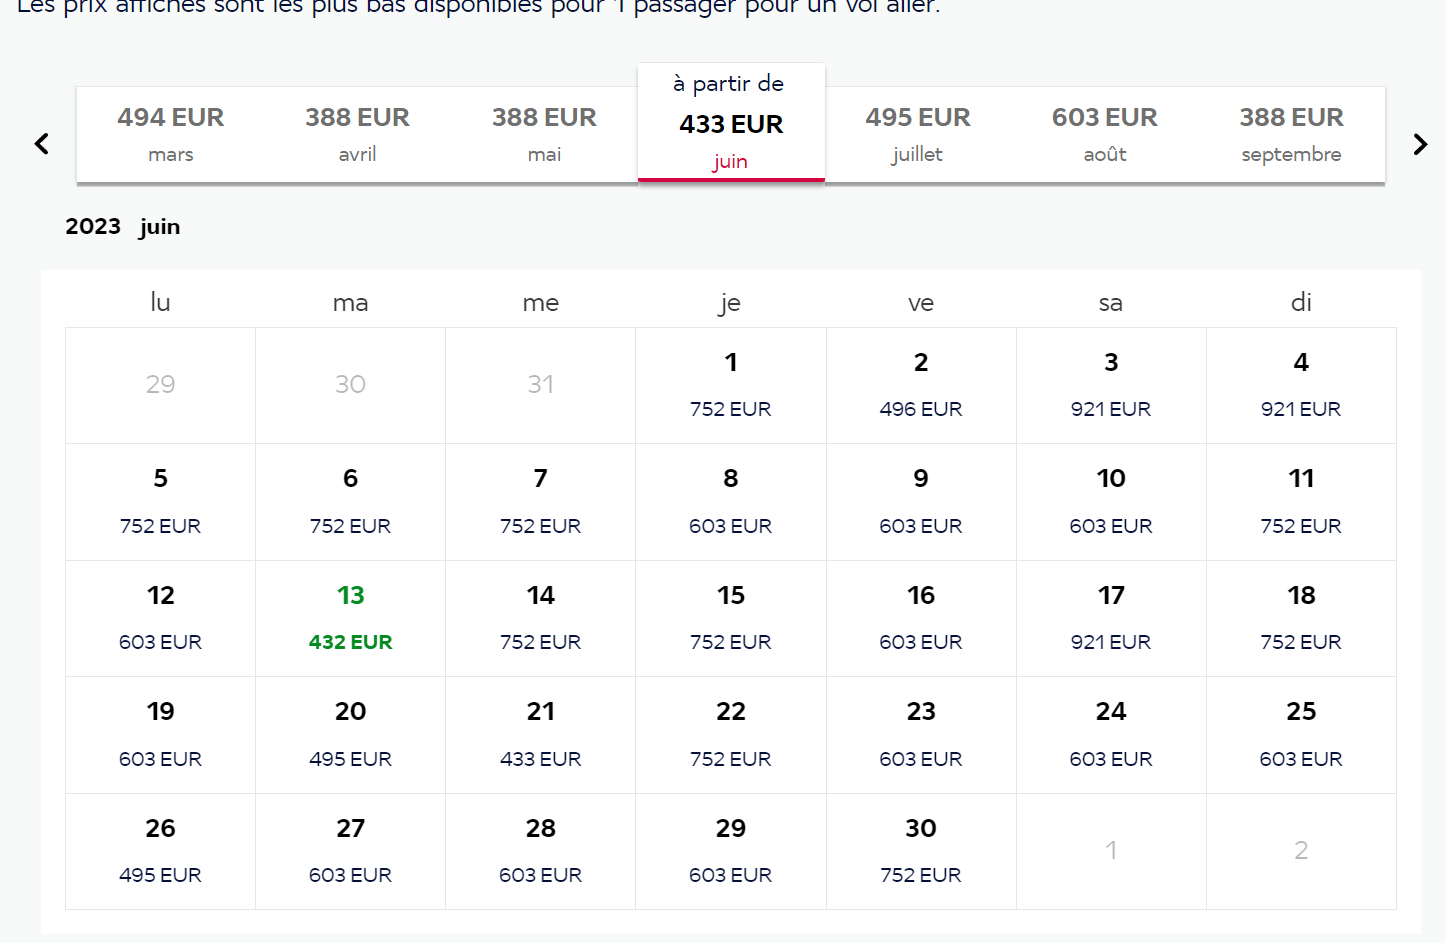 Les prix affichés sont les plus bas disponibles pour 1 passager pour un vol aller.
à partir de
494 EUR 388 EUR 388 EUR 433 EUR 495 EUR 603 EUR 388 EUR
mars avril mai juin juillet août septembre
2023 juin
lu ma me je ve sa di
29 30 31 1 2 3 4
752 EUR 496 EUR 921 EUR 921 EUR
5 6 7 8 9 10 11
752 EUR 752 EUR 752 EUR 603 EUR 603 EUR 603 EUR 752 EUR
12 13 14 15 16 17 18
603 EUR 432 EUR 752 EUR 752 EUR 603 EUR 921 EUR 752 EUR
19 20 21 22 23 24 25
603 EUR 495 EUR 433 EUR 752 EUR 603 EUR 603 EUR 603 EUR
26 27 28 29 30 1 2
495 EUR 603 EUR 603 EUR 603 EUR 752 EUR